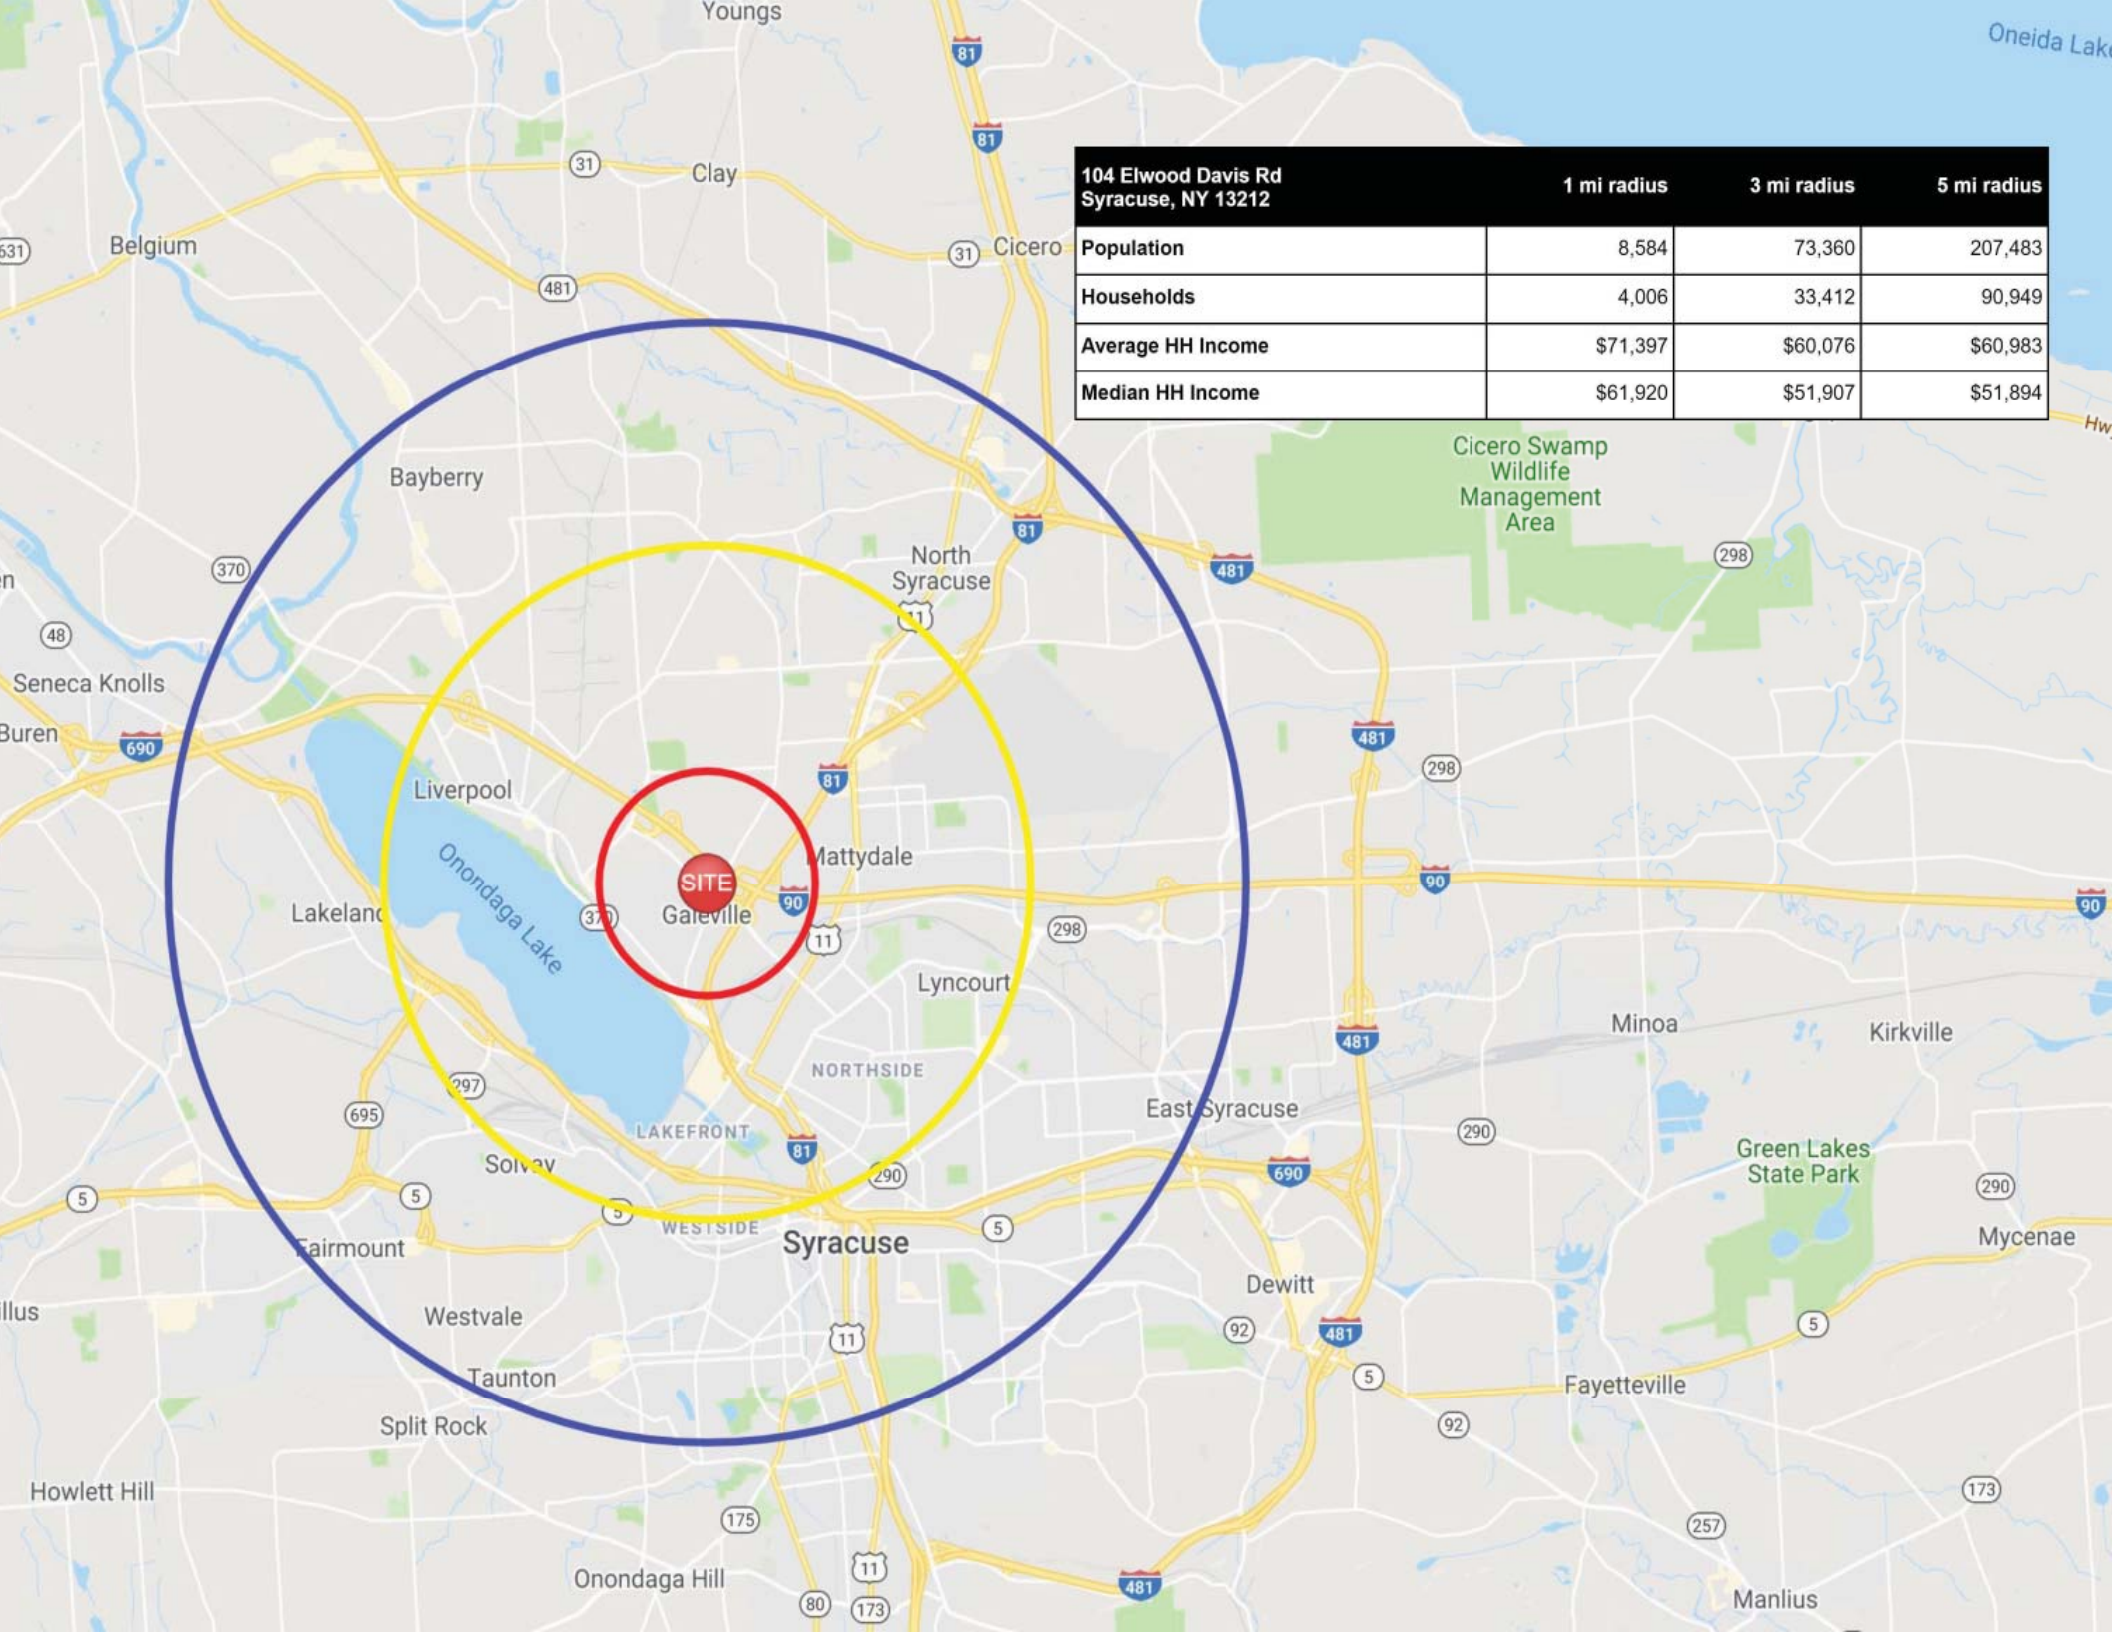 Youngs
Oneida Lake
81
81
31
Clay
104 Elwood Davis Rd
Syracuse, NY 13212
1 mi radius
3 mi radius
5 mi radius
Population
8,584
73,360
207,483
Households
4,006
33,412
90,949
Average HH Income
$71,397
$60,076
$60,983
Median HH Income
$61,920
$51,907
$51,894
631
Belgium
31
Cicero
481
Hwy
Cicero Swamp
Wildlife
Management
Area
Bayberry
81
North
Syracuse
11
370
481
298
48
Seneca Knolls
Buren
690
481
298
Liverpool
81
Onondaga Lake
Mattydale
SITE
Galeville
90
90
90
Lakeland
370
11
298
Lyncourt
Minoa
Kirkville
481
NORTHSIDE
297
695
East Syracuse
LAKEFRONT
81
290
Green Lakes
State Park
Solvay
290
690
290
5
5
5
WESTSIDE
Syracuse
5
Mycenae
Fairmount
Dewitt
Westvale
11
92
481
5
Taunton
5
Fayetteville
Split Rock
92
Howlett Hill
173
175
257
Onondaga Hill
11
481
80
173
Manlius